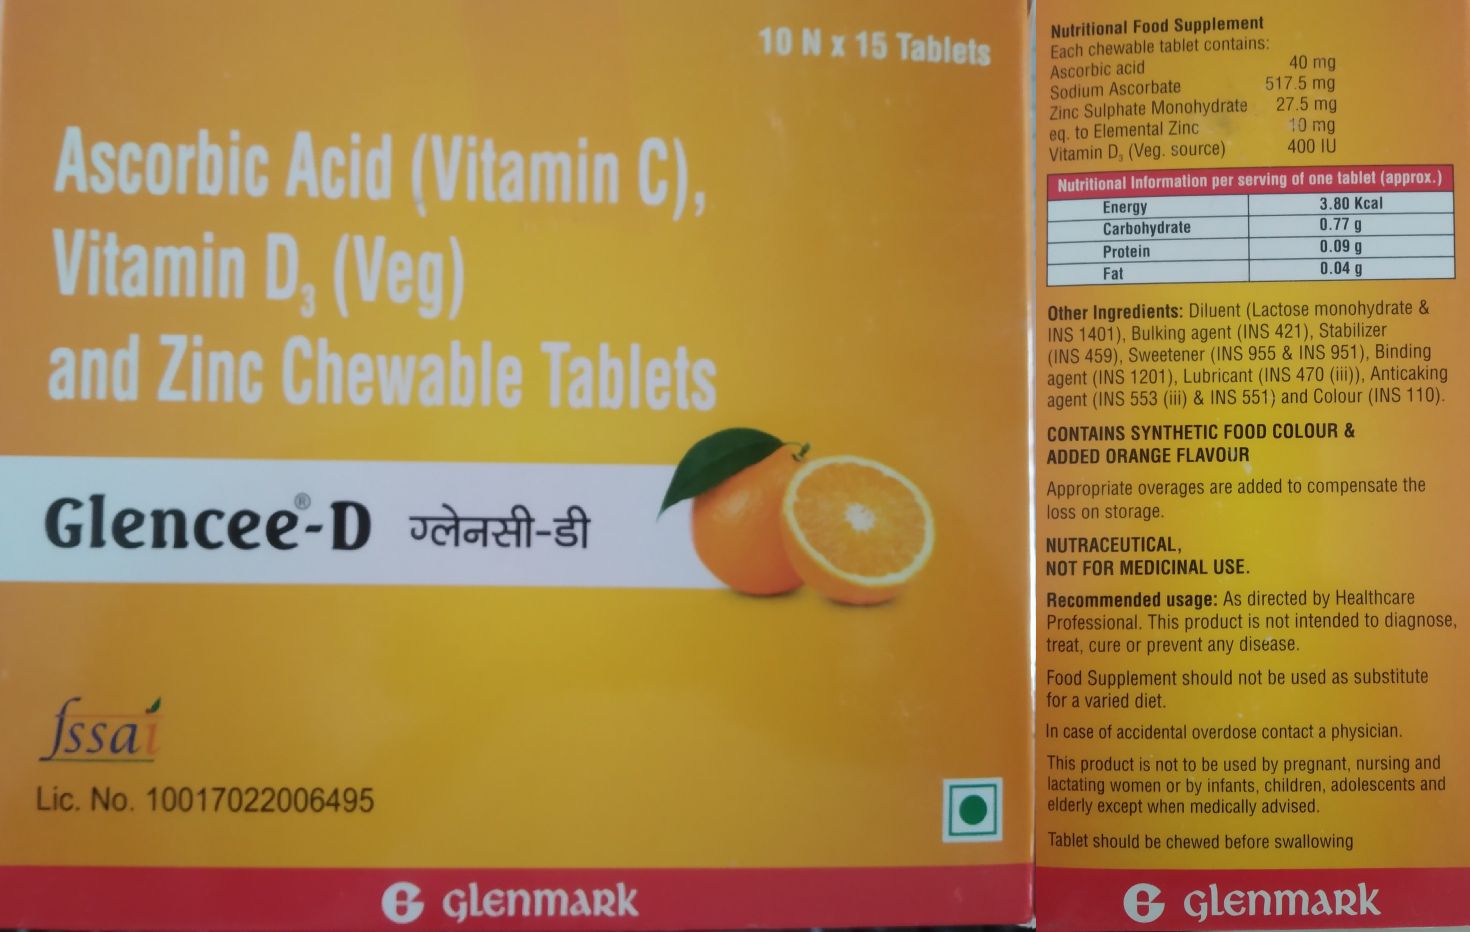 10 N x 15 Tablets
Ascorbic Acid (Vitamin C),
Vitamin D₃ (Veg)
and Zinc Chewable Tablets
Glencee®-D ग्लेनसी-डी
fssai
Lic. No. 10017022006495
GLENMARK
Nutritional Food Supplement
Each chewable tablet contains:
Ascorbic acid 40 mg
Sodium Ascorbate 517.5 mg
Zinc Sulphate Monohydrate 27.5 mg
eq. to Elemental Zinc 10 mg
Vitamin D₃ (Veg. source) 400 IU
Nutritional Information per serving of one tablet (approx.)
Energy 3.80 Kcal
Carbohydrate 0.77 g
Protein 0.09 g
Fat 0.04 g
Other Ingredients: Diluent (Lactose monohydrate &
INS 1401), Bulking agent (INS 421), Stabilizer
(INS 459), Sweetener (INS 955 & INS 951), Binding
agent (INS 1201), Lubricant (INS 470 (iii)), Anticaking
agent (INS 553 (iii) & INS 551) and Colour (INS 110).
CONTAINS SYNTHETIC FOOD COLOUR &
ADDED ORANGE FLAVOUR
Appropriate overages are added to compensate the
loss on storage.
NUTRACEUTICAL,
NOT FOR MEDICINAL USE.
Recommended usage: As directed by Healthcare
Professional. This product is not intended to diagnose,
treat, cure or prevent any disease.
Food Supplement should not be used as substitute
for a varied diet.
In case of accidental overdose contact a physician.
This product is not to be used by pregnant, nursing and
lactating women or by infants, children, adolescents and
elderly except when medically advised.
Tablet should be chewed before swallowing
GLENMARK